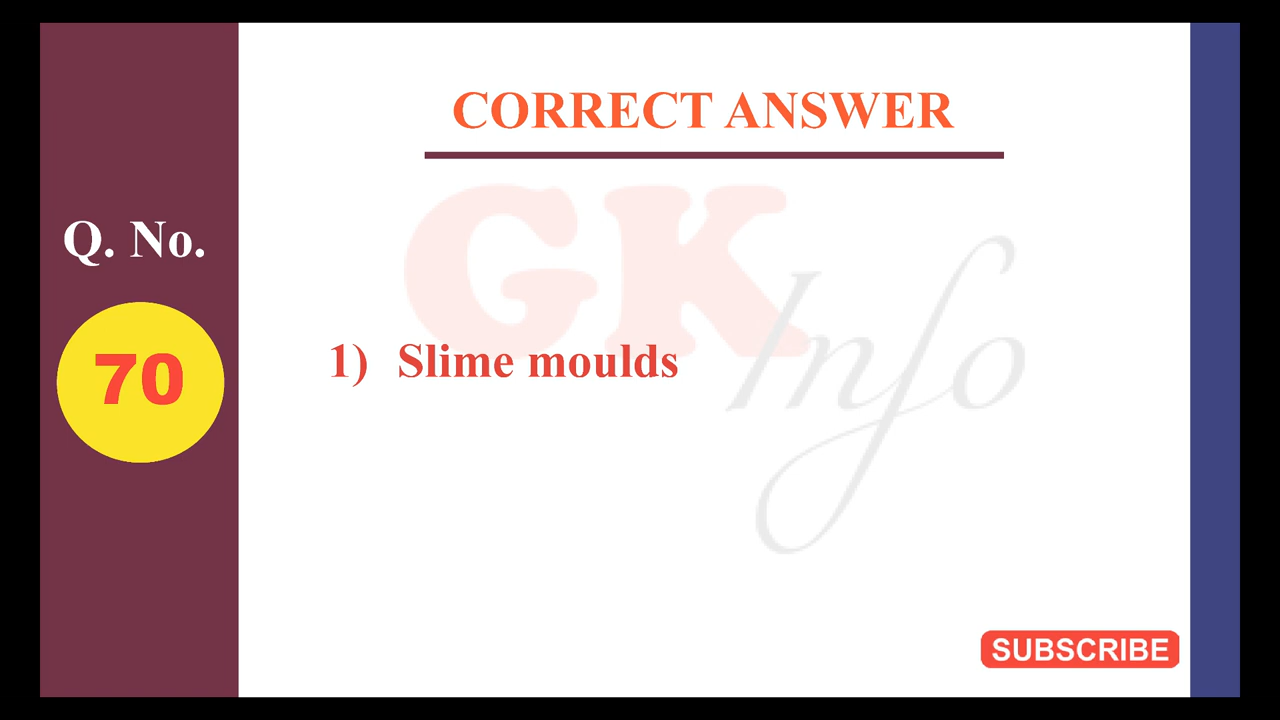 CORRECT ANSWER
GK Info
Q. No.
70
1) Slime moulds
SUBSCRIBE